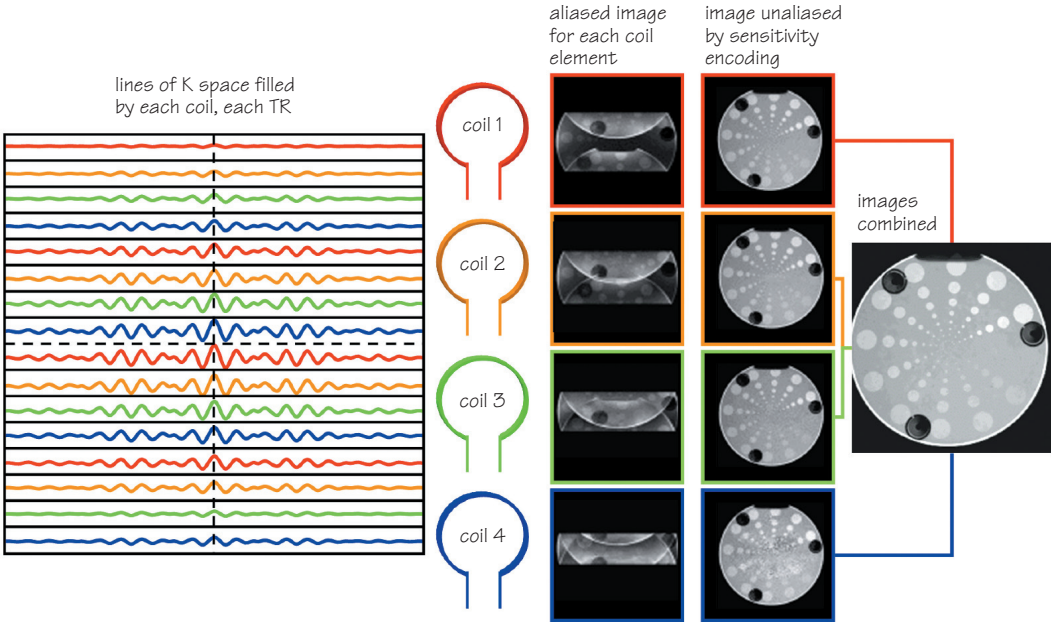 aliased image
for each coil
element
image unaliased
by sensitivity
encoding
lines of K space filled
by each coil, each TR
coil 1
coil 2
coil 3
coil 4
images
combined